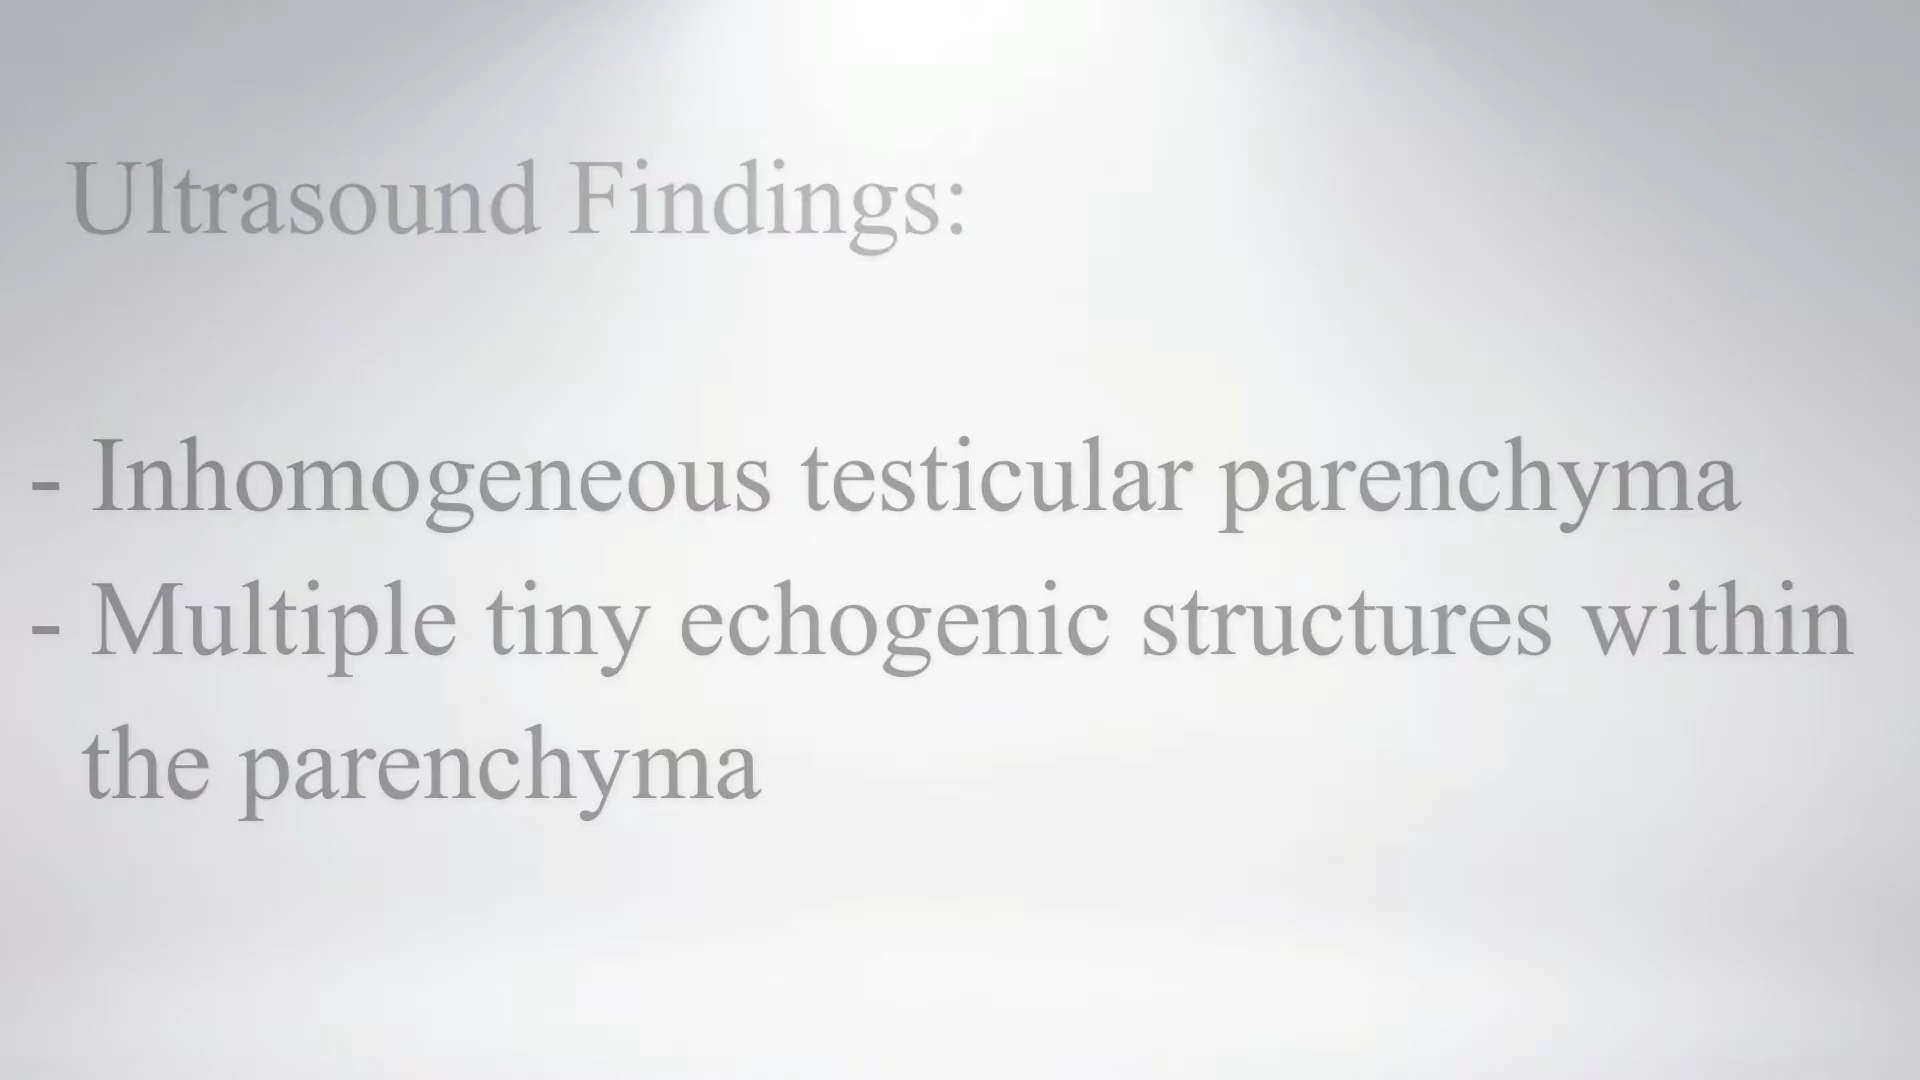 Ultrasound Findings:
- Inhomogeneous testicular parenchyma
- Multiple tiny echogenic structures within
the parenchyma